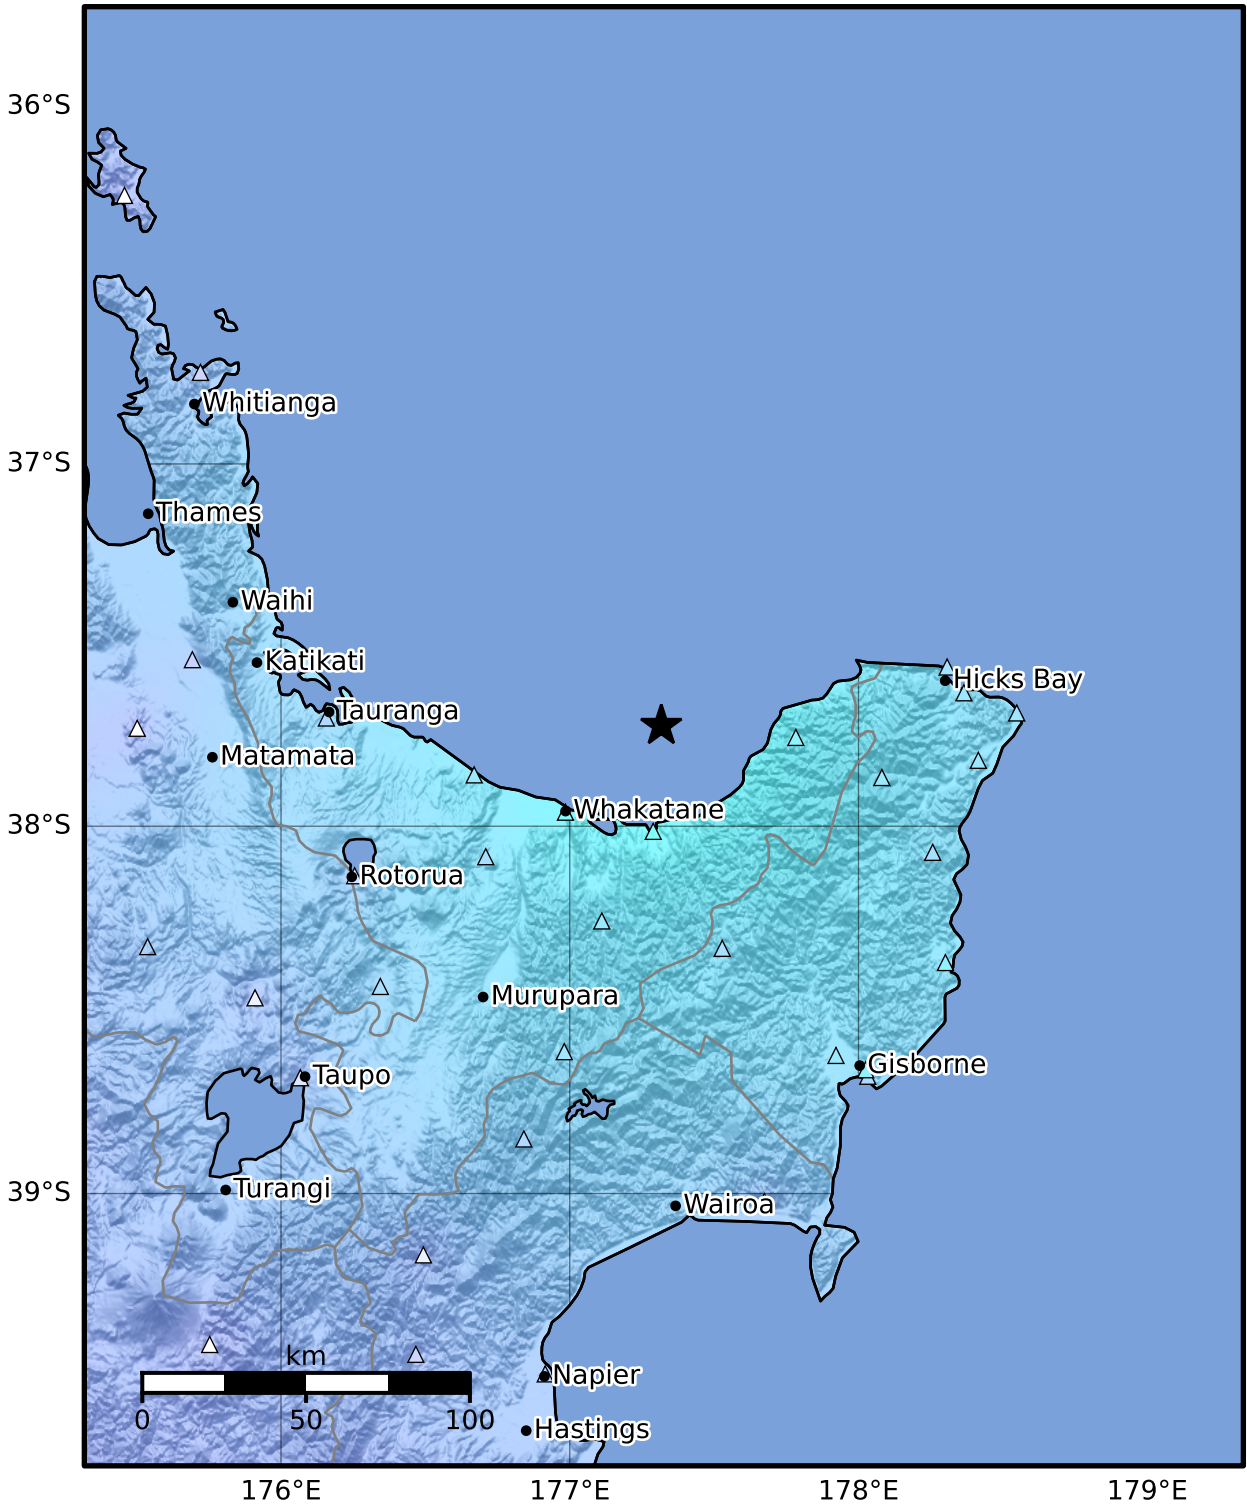 36°S
Whitianga
37°S
Thames
Waihi
Katikati
Hicks Bay
Tauranga
Matamata
Whakatane
38°S
Rotorua
Murupara
Gisborne
Taupo
39°S
Turangi
Wairoa
km
Napier
0 50 100
Hastings
176°E 177°E 178°E 179°E